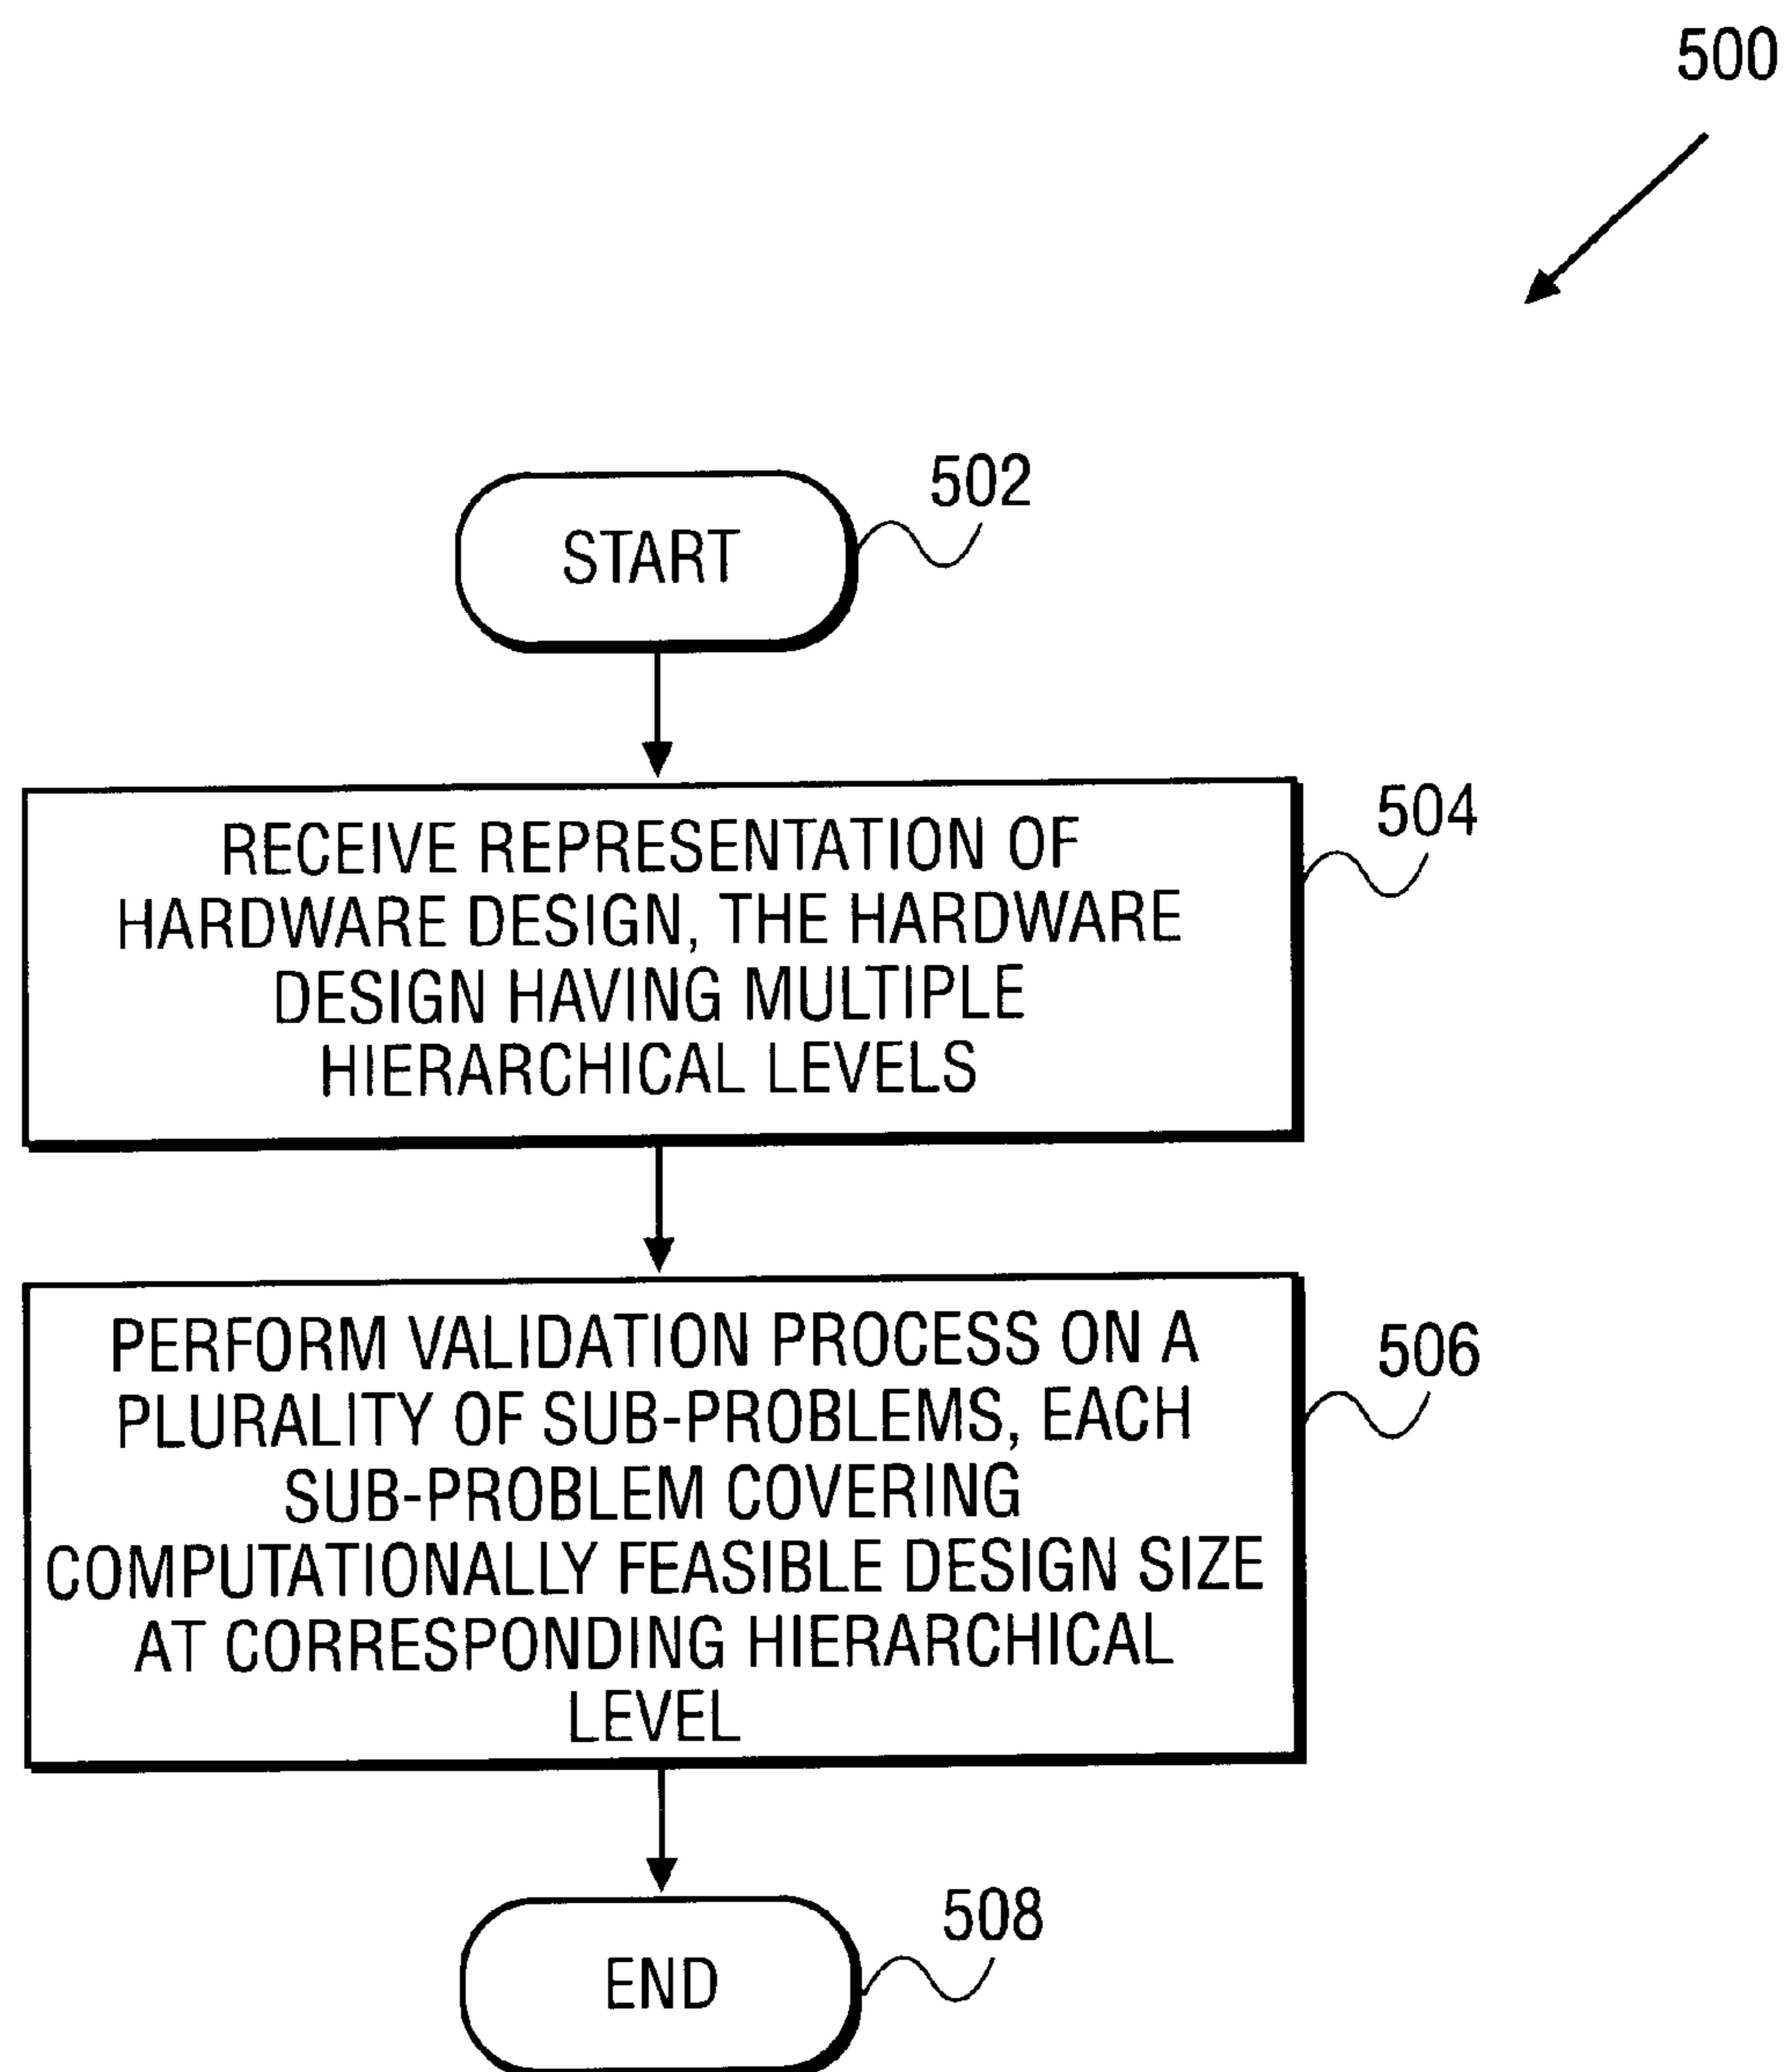 500
502
START
504
RECEIVE REPRESENTATION OF
HARDWARE DESIGN, THE HARDWARE
DESIGN HAVING MULTIPLE
HIERARCHICAL LEVELS
506
PERFORM VALIDATION PROCESS ON A
PLURALITY OF SUB-PROBLEMS, EACH
SUB-PROBLEM COVERING
COMPUTATIONALLY FEASIBLE DESIGN SIZE
AT CORRESPONDING HIERARCHICAL
LEVEL
508
END